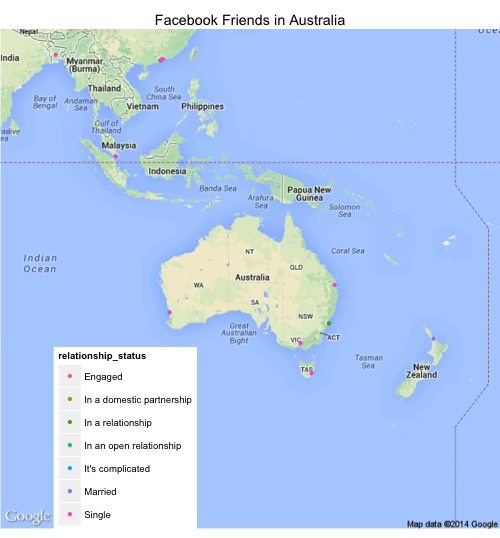 Facebook Friends in Australia
Nepal
Ocea
India
Myanmar
(Burma)
Thailand
Bay of
Bengal
Andaman
Sea
South
China Sea
Vietnam
Philippines
Gulf of
Thailand
Malaysia
Indonesia
Banda Sea
Arafura
Sea
Papua New
Guinea
Solomon
Sea
Indian
Ocean
Coral Sea
NT
QLD
Australia
WA
SA
NSW
Great
Australian
Bight
VIC
ACT
TAS
Tasman
Sea
New
Zealand
relationship_status
Engaged
In a domestic partnership
In a relationship
In an open relationship
It's complicated
Married
Single
Google
Map data ©2014 Google